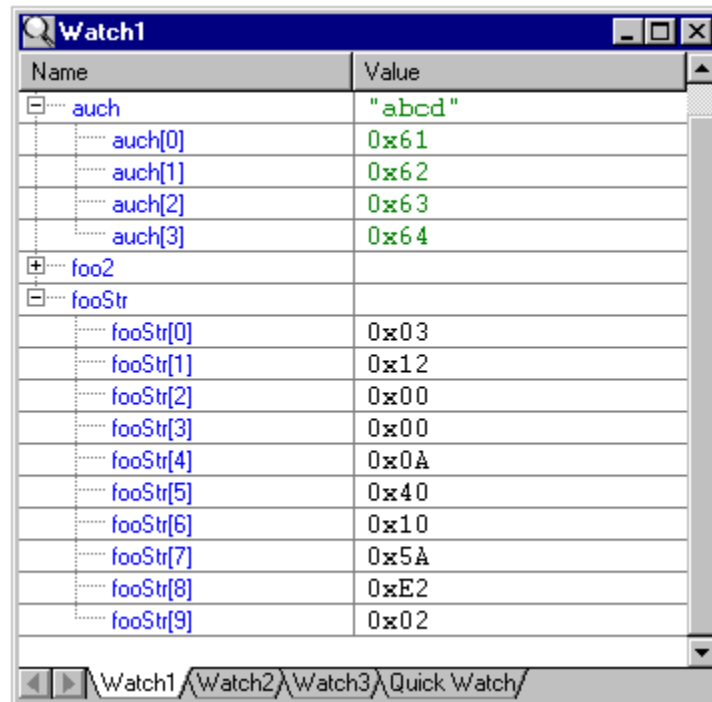 Watch1
Name Value
auch "abcd"
auch[0] 0x61
auch[1] 0x62
auch[2] 0x63
auch[3] 0x64
foo2
fooStr
fooStr[0] 0x03
fooStr[1] 0x12
fooStr[2] 0x00
fooStr[3] 0x00
fooStr[4] 0x0A
fooStr[5] 0x40
fooStr[6] 0x10
fooStr[7] 0x5A
fooStr[8] 0xE2
fooStr[9] 0x02
Watch1 Watch2 Watch3 Quick Watch